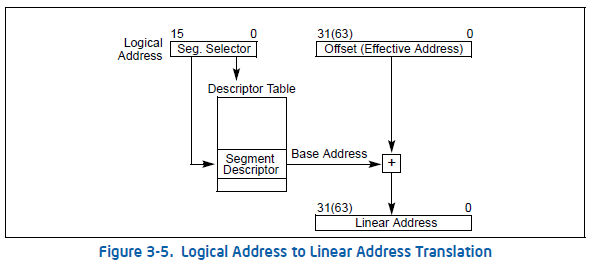 15 0 31(63) 0
Logical Address
Seg. Selector
Offset (Effective Address)
Descriptor Table
Segment Descriptor
Base Address
+
31(63) 0
Linear Address
Figure 3-5. Logical Address to Linear Address Translation